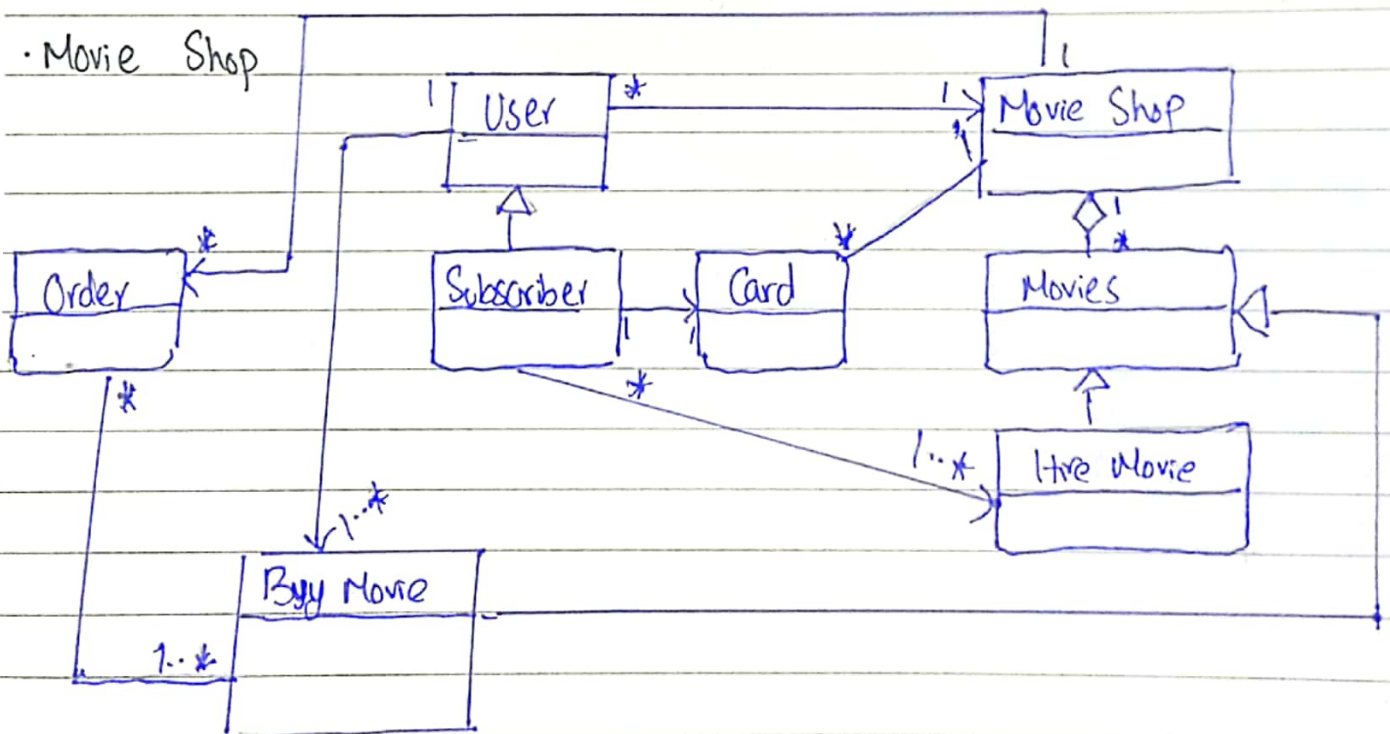 · Movie Shop
1
1 User * 1 Movie Shop
1
*
1
*
Order
Subscriber
Card
Movies
1 1
*
*
1..*
Hire Movie
1..*
Byy Movie
1..*